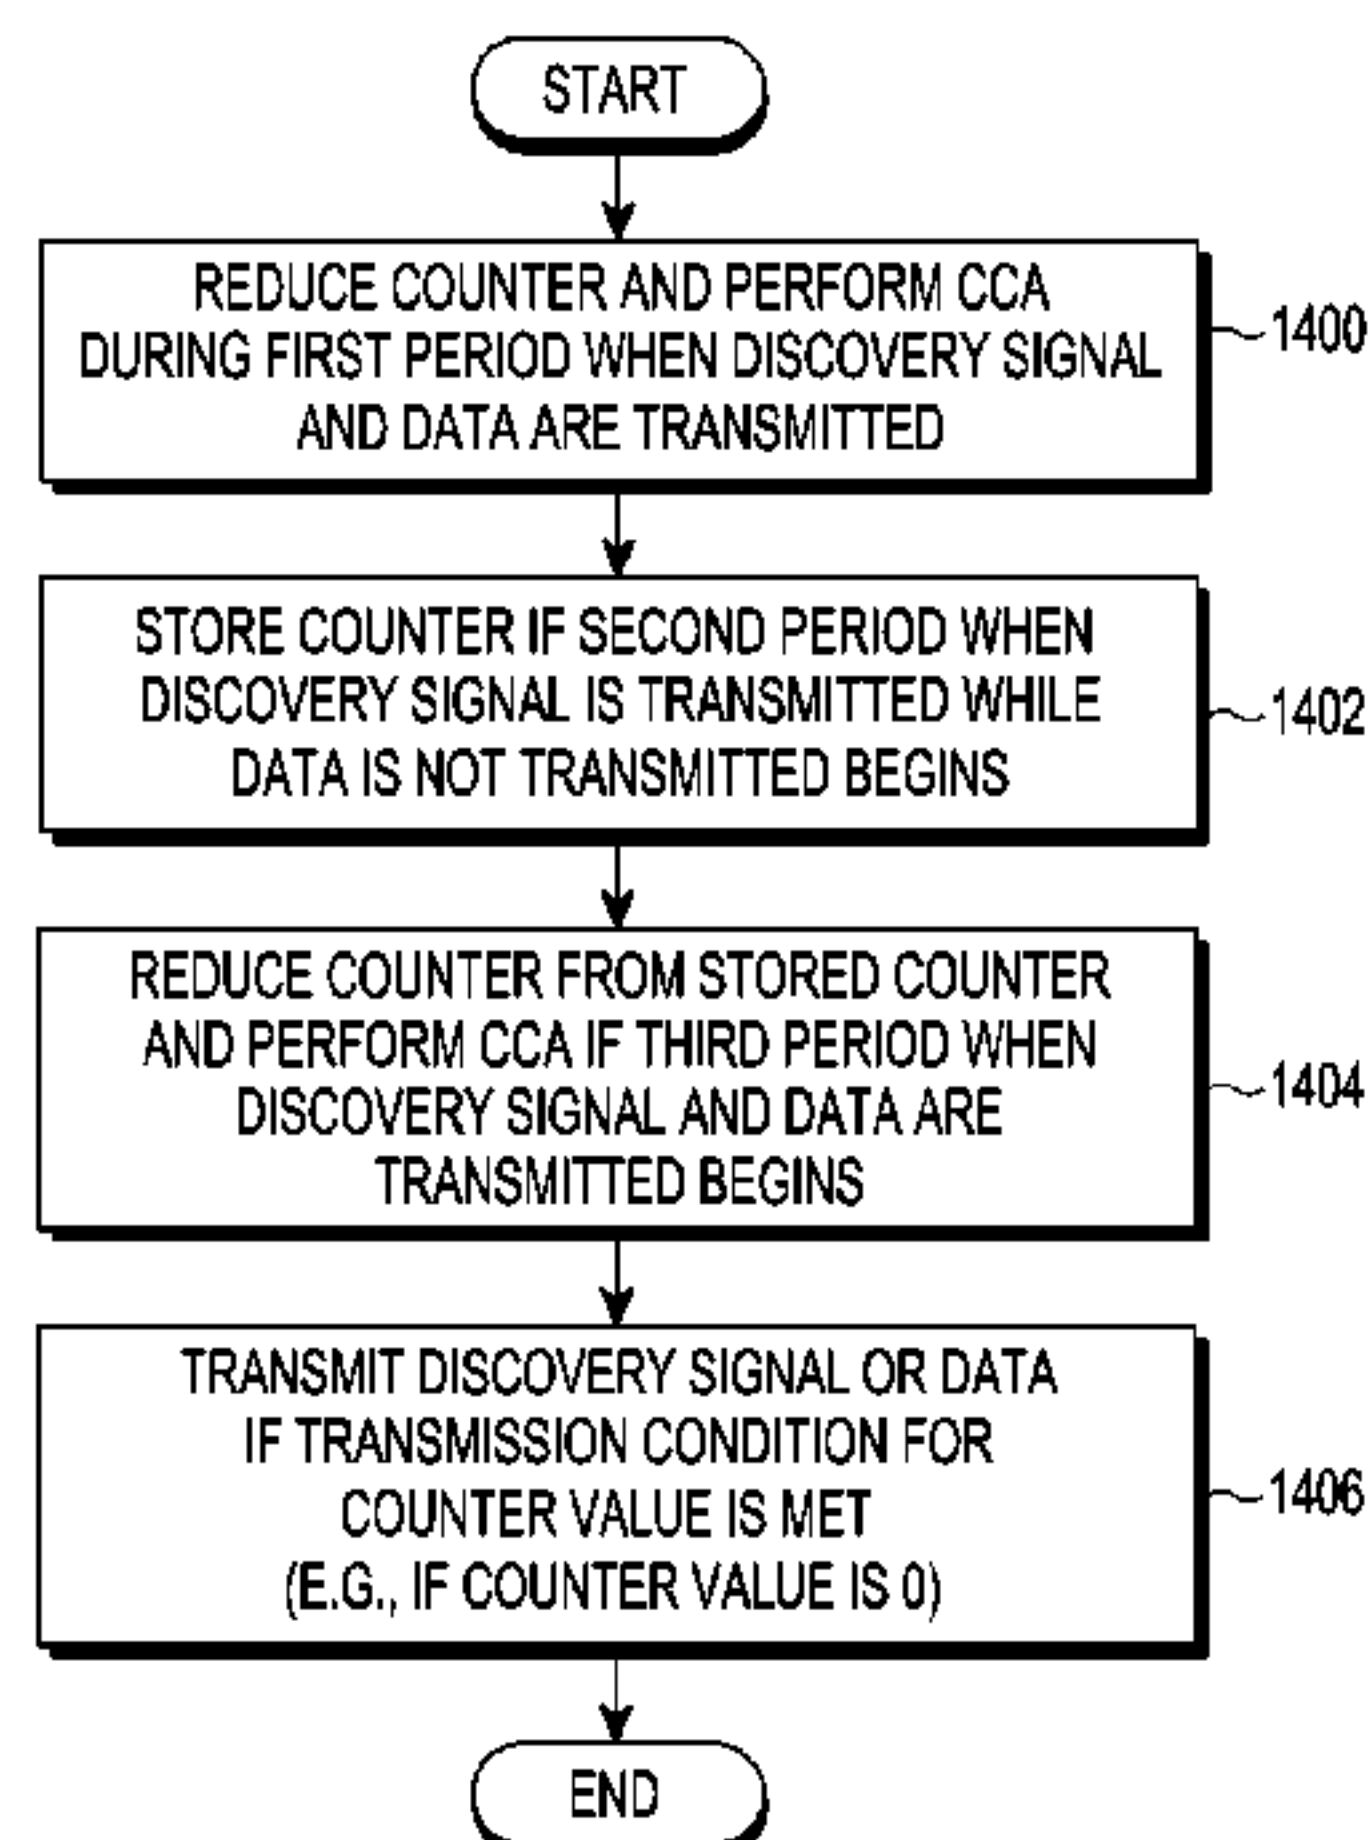 START
REDUCE COUNTER AND PERFORM CCA
DURING FIRST PERIOD WHEN DISCOVERY SIGNAL
AND DATA ARE TRANSMITTED
1400
STORE COUNTER IF SECOND PERIOD WHEN
DISCOVERY SIGNAL IS TRANSMITTED WHILE
DATA IS NOT TRANSMITTED BEGINS
1402
REDUCE COUNTER FROM STORED COUNTER
AND PERFORM CCA IF THIRD PERIOD WHEN
DISCOVERY SIGNAL AND DATA ARE
TRANSMITTED BEGINS
1404
TRANSMIT DISCOVERY SIGNAL OR DATA
IF TRANSMISSION CONDITION FOR
COUNTER VALUE IS MET
(E.G., IF COUNTER VALUE IS 0)
1406
END